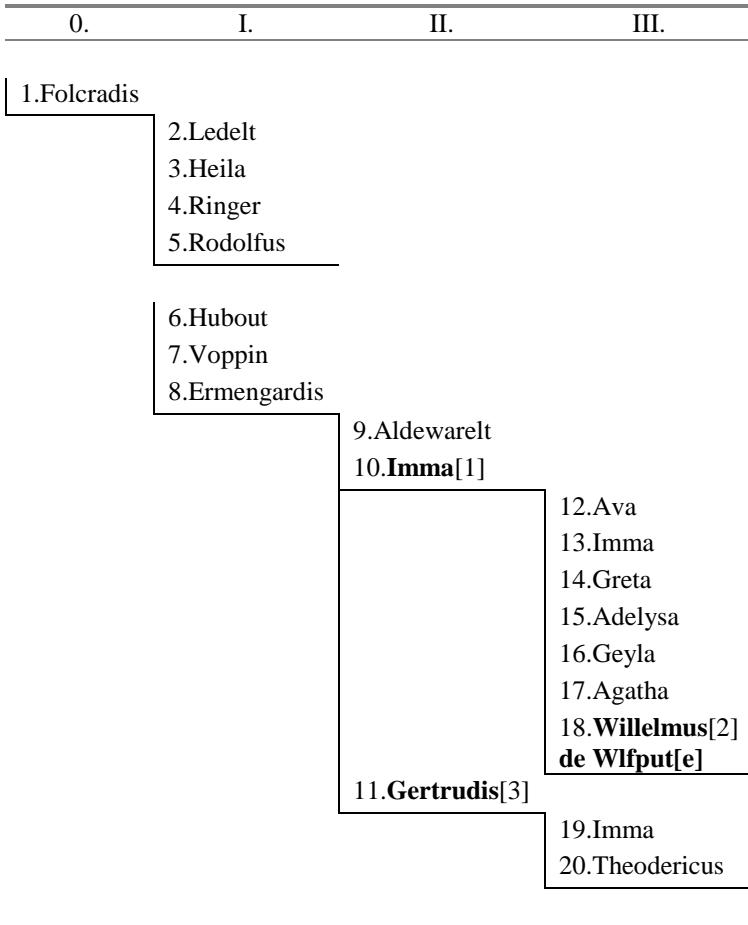 0. I. II. III.
1.Folcradis
2.Ledelt
3.Heila
4.Ringer
5.Rodolfus
6.Hubout
7.Voppin
8.Ermengardis
9.Aldewarelt
10.Imma[1]
12.Ava
13.Imma
14.Greta
15.Adelysa
16.Geyla
17.Agatha
18.Willelmus[2]
de Wlfput[e]
11.Gertrudis[3]
19.Imma
20.Theodericus